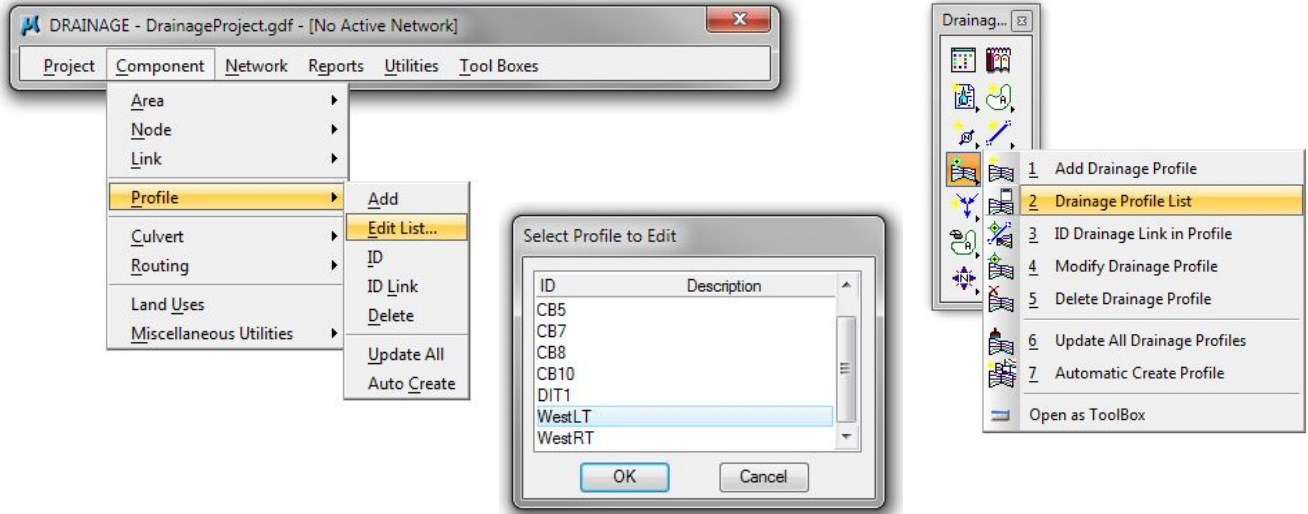 DRAINAGE - DrainageProject.gdf - [No Active Network]
Project Component Network Reports Utilities Tool Boxes
Area
Node
Link
Profile
Culvert
Routing
Land Uses
Miscellaneous Utilities
Add
Edit List...
ID
ID Link
Delete
Update All
Auto Create
Select Profile to Edit
ID Description
CB5
CB7
CB8
CB10
DIT1
WestLT
WestRT
OK Cancel
Drainag...
1 Add Drainage Profile
2 Drainage Profile List
3 ID Drainage Link in Profile
4 Modify Drainage Profile
5 Delete Drainage Profile
6 Update All Drainage Profiles
7 Automatic Create Profile
Open as ToolBox